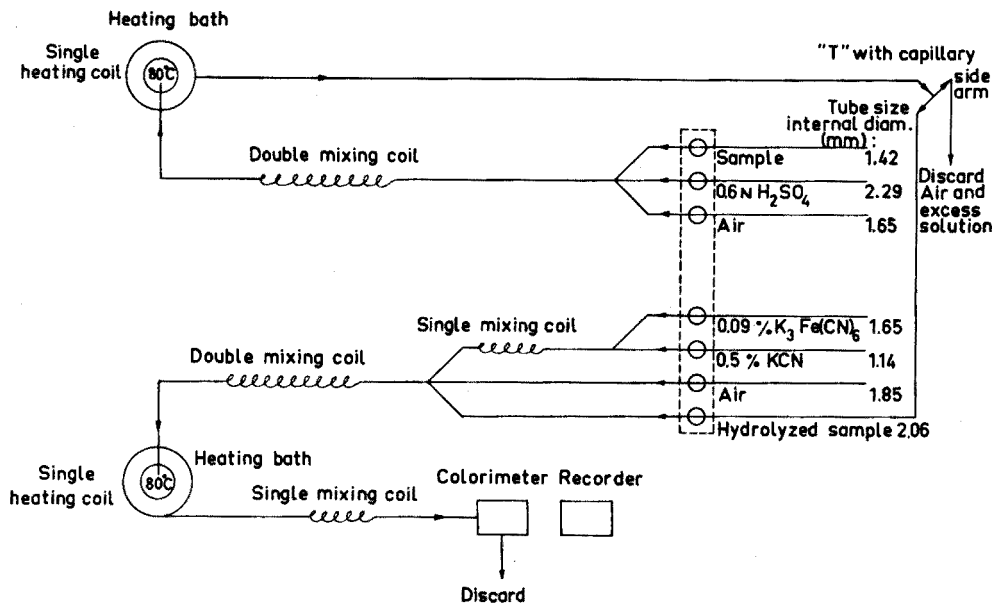 Heating bath
Single
heating coil
80°C
"T" with capillary
side
arm
Tube size
internal diam.
(mm) :
Double mixing coil
Sample 1.42
0.6 N H₂SO₄ 2.29
Air 1.65
Discard
Air and
excess
solution
Single mixing coil
0.09 % K₃ Fe(CN)₆ 1.65
0.5 % KCN 1.14
Double mixing coil
Air 1.85
Hydrolyzed sample 2.06
Heating bath
Single
heating coil
80°C
Single mixing coil
Colorimeter Recorder
Discard